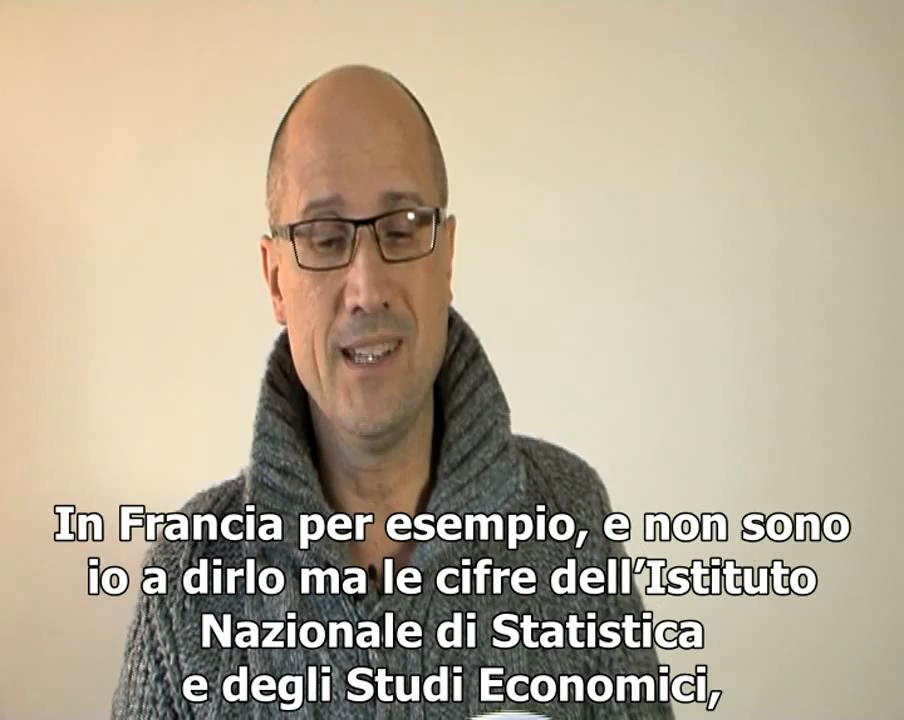 In Francia per esempio, e non sono
io a dirlo ma le cifre dell’Istituto
Nazionale di Statistica
e degli Studi Economici,